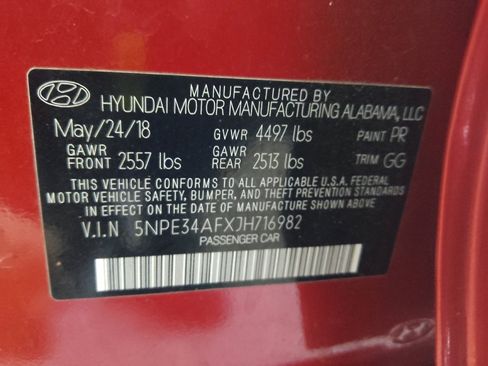 MANUFACTURED BY
HYUNDAI MOTOR MANUFACTURING ALABAMA, LLC
May/24/18 GVWR 4497 lbs PAINT PR
GAWR FRONT 2557 lbs GAWR REAR 2513 lbs TRIM GG
THIS VEHICLE CONFORMS TO ALL APPLICABLE U.S.A. FEDERAL
MOTOR VEHICLE SAFETY, BUMPER, AND THEFT PREVENTION STANDARDS
IN EFFECT ON THE DATE OF MANUFACTURE SHOWN ABOVE
V.I.N 5NPE34AFXJH716982
PASSENGER CAR